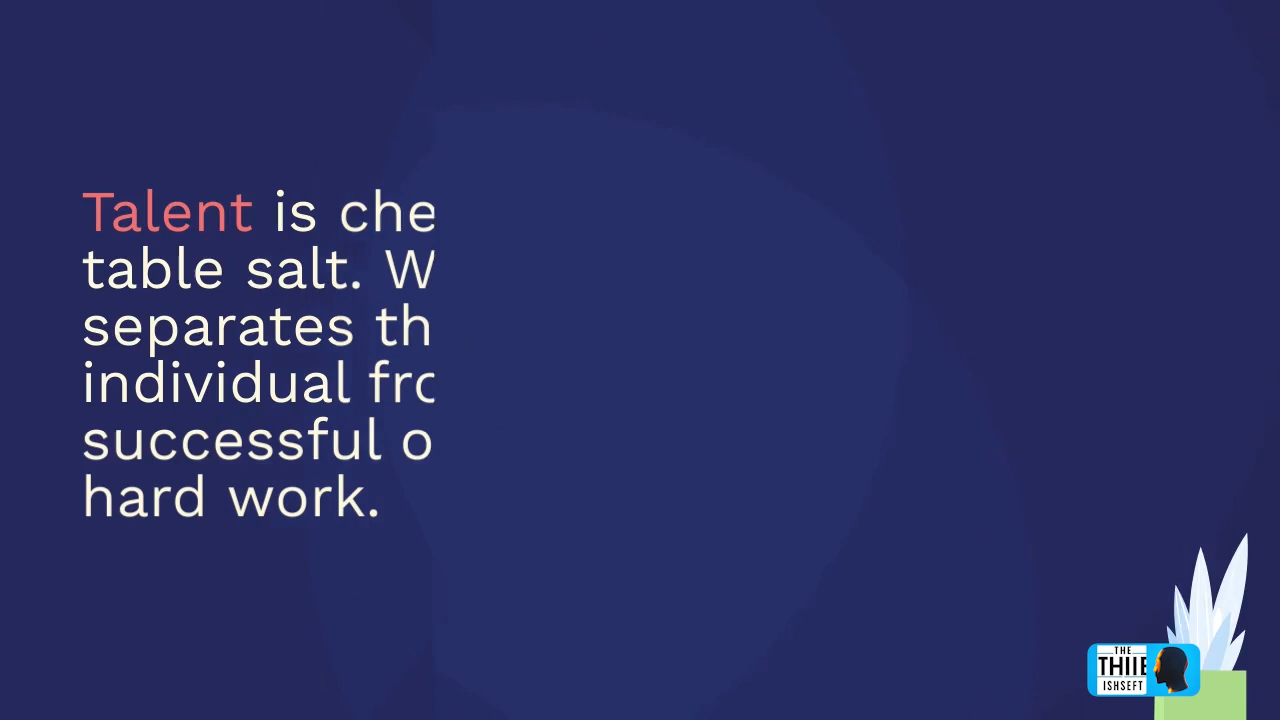 Talent is che
table salt. W
separates th
individual fro
successful o
hard work.
THE
THIIE
ISHSEFT